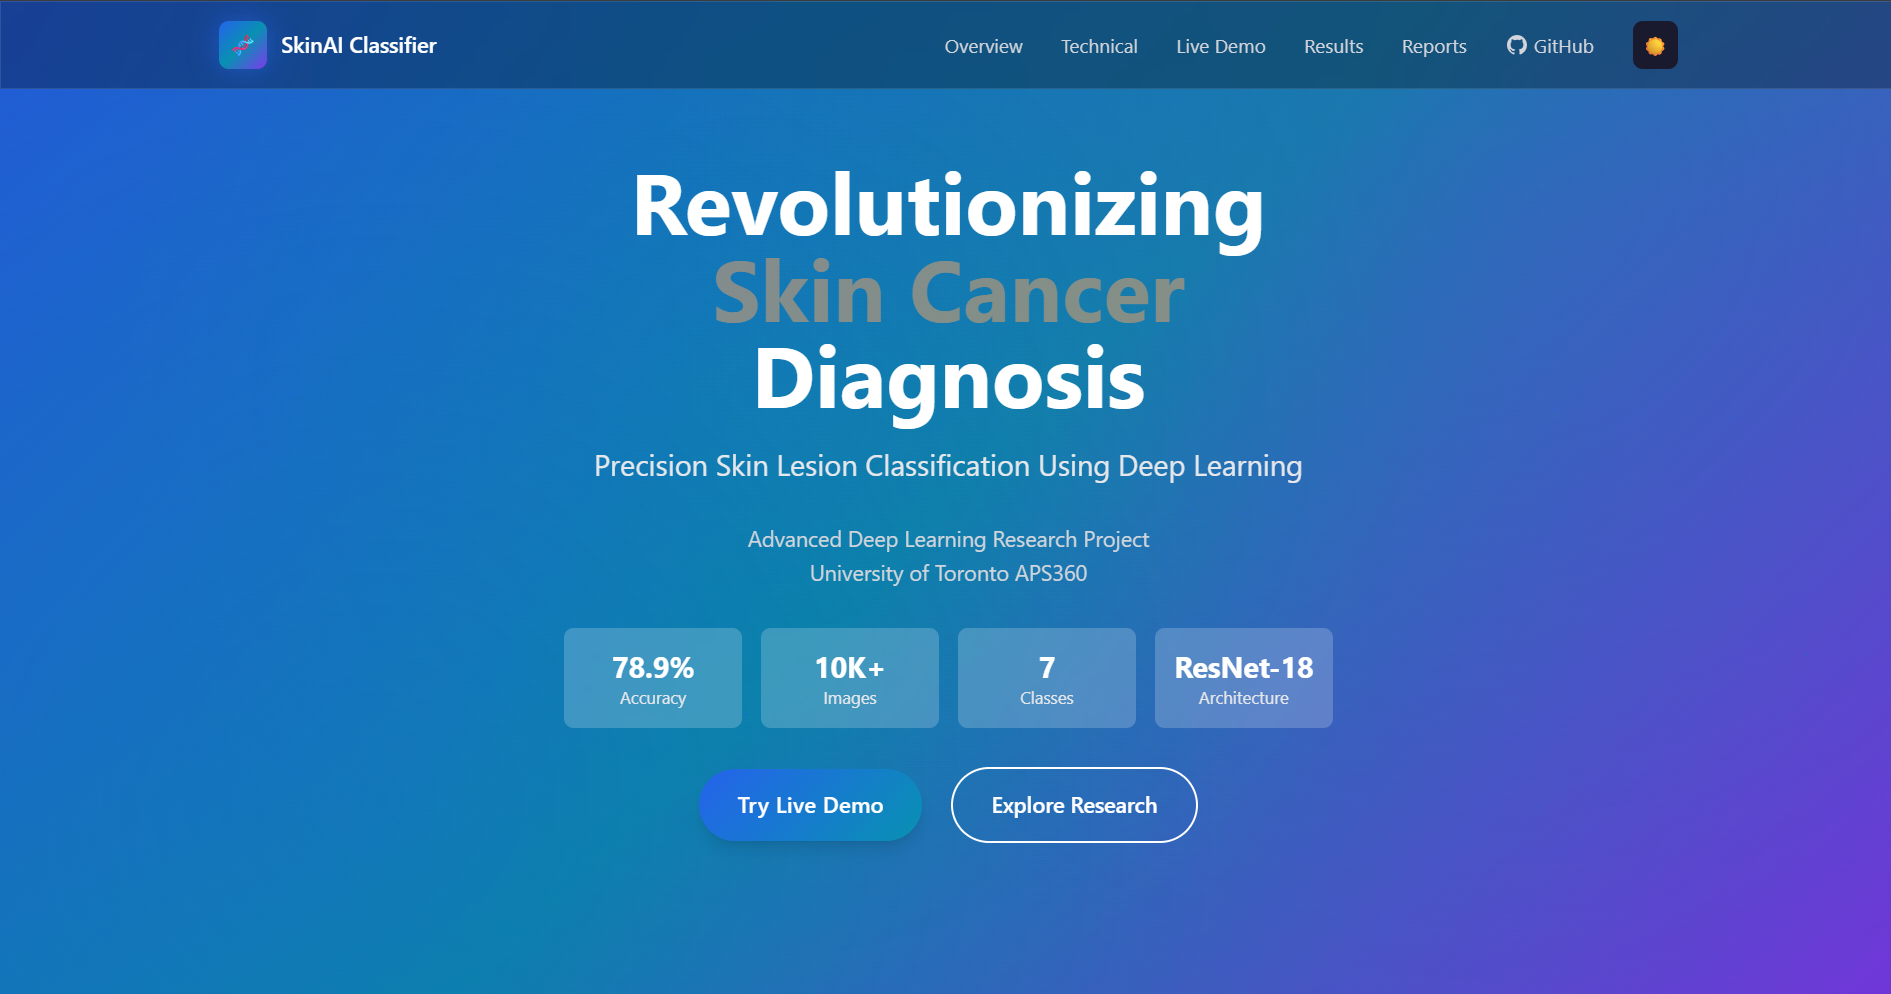 SkinAI Classifier
Overview
Technical
Live Demo
Results
Reports
GitHub
Revolutionizing
Skin Cancer
Diagnosis
Precision Skin Lesion Classification Using Deep Learning
Advanced Deep Learning Research Project
University of Toronto APS360
78.9%
Accuracy
10K+
Images
7
Classes
ResNet-18
Architecture
Try Live Demo
Explore Research